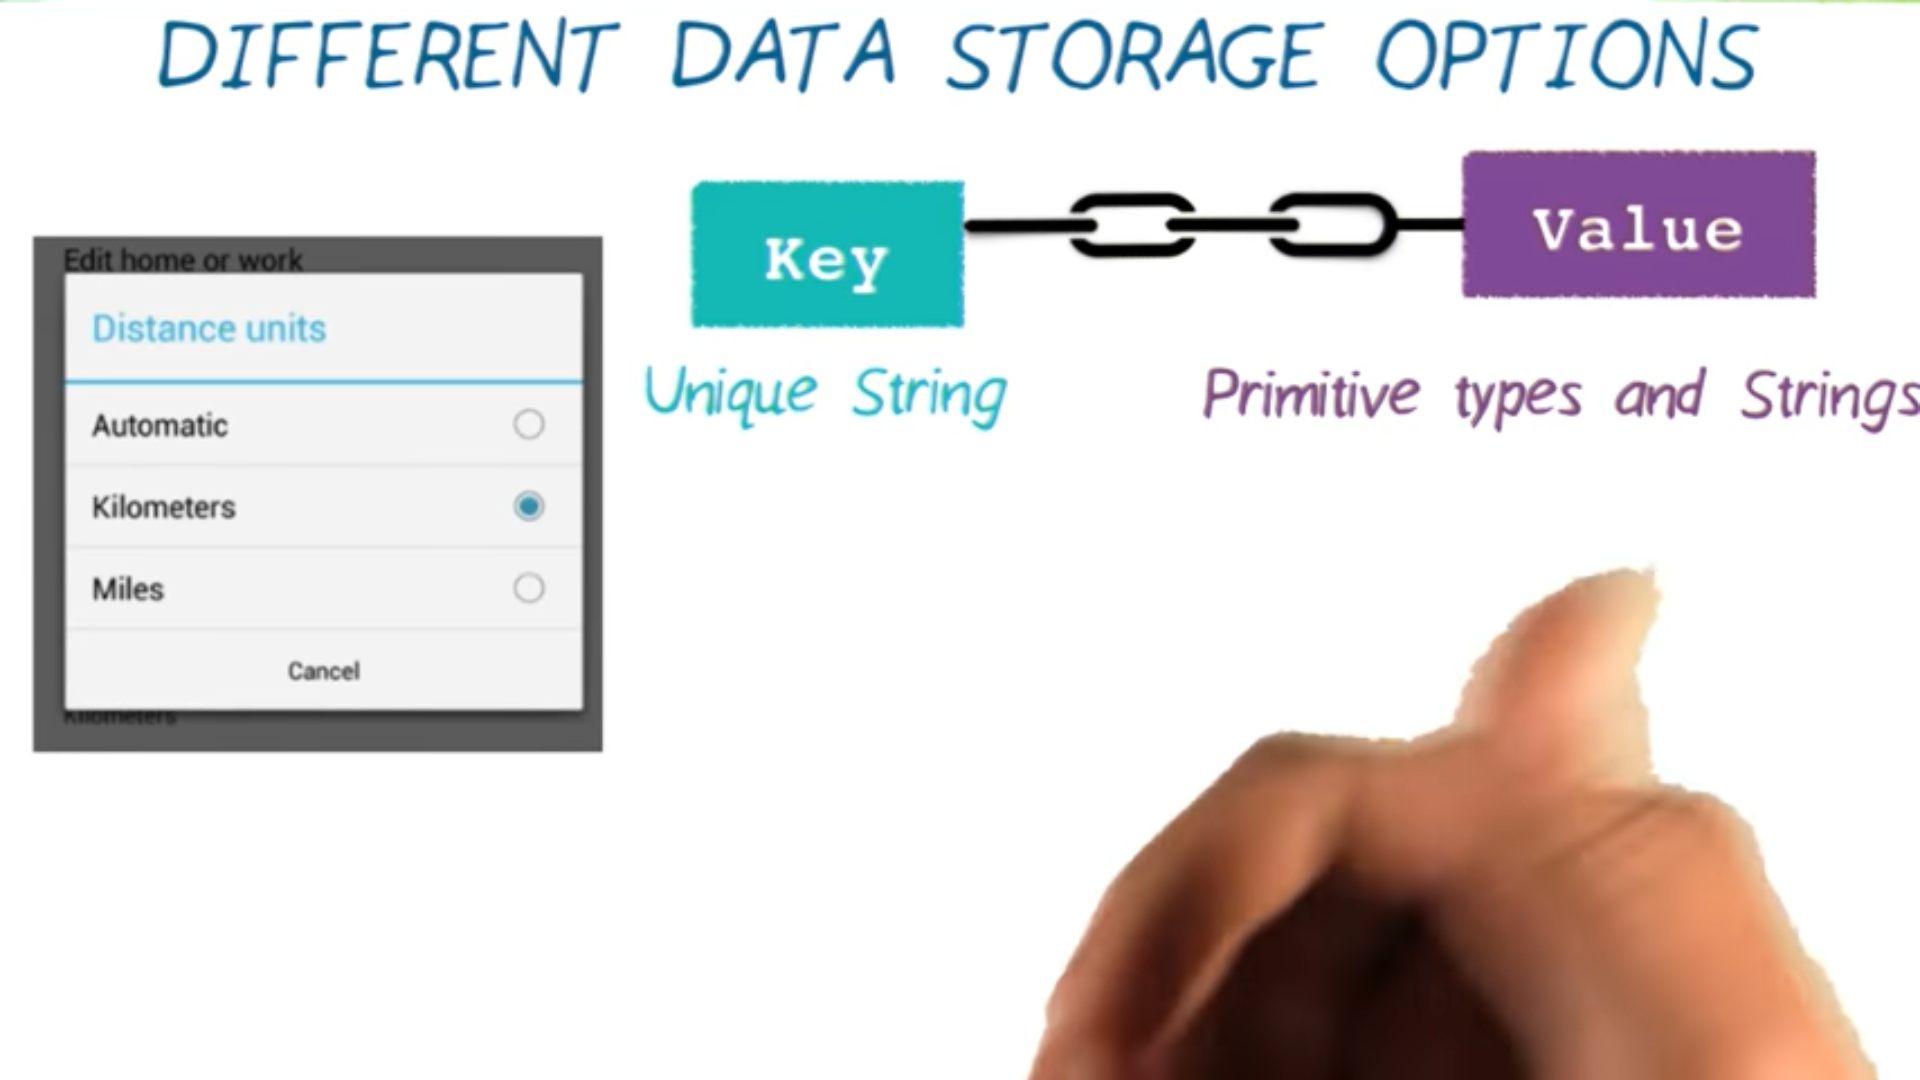 DIFFERENT DATA STORAGE OPTIONS
Edit home or work
Distance units
Automatic
Kilometers
Miles
Cancel
Kilometers
Key
Value
Unique String
Primitive types and Strings